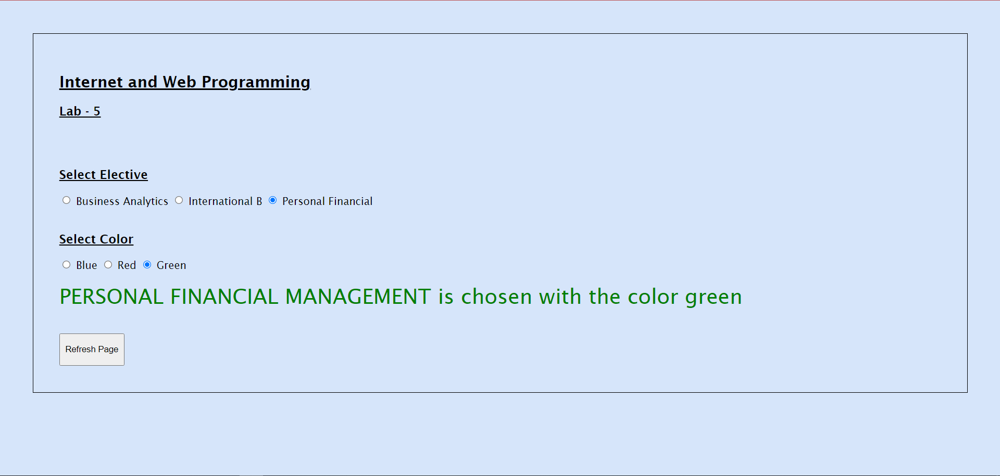 Internet and Web Programming
Lab - 5
Select Elective
Business Analytics International B Personal Financial
Select Color
Blue Red Green
PERSONAL FINANCIAL MANAGEMENT is chosen with the color green
Refresh Page